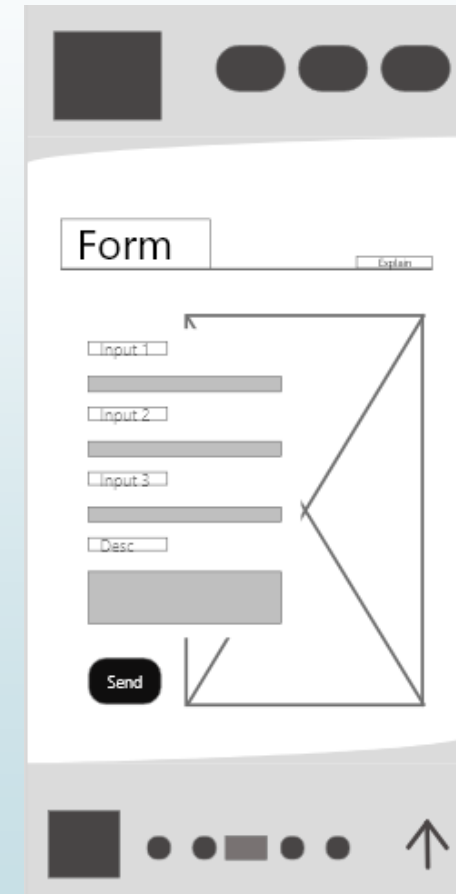 Form
Explain
Input 1
Input 2
Input 3
Desc
Send